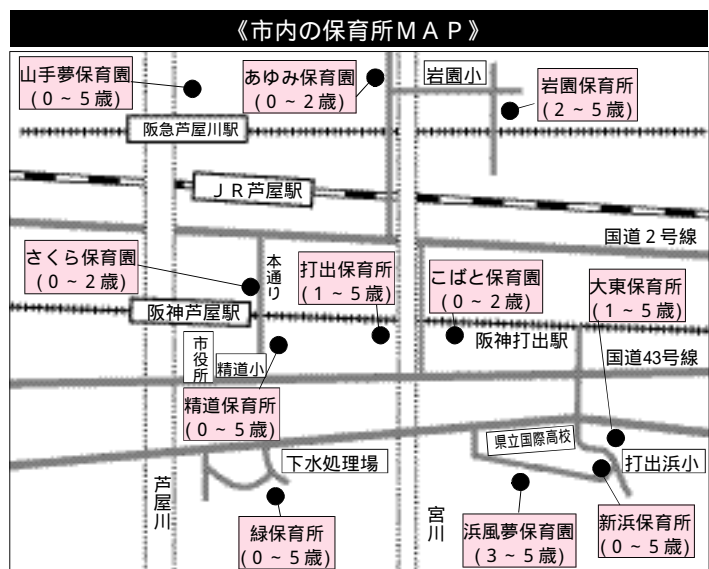 《市内の保育所ＭＡＰ》
山手夢保育園
(０～５歳)
あゆみ保育園
(０～２歳)
岩園小
岩園保育所
(２～５歳)
阪急芦屋川駅
ＪＲ芦屋駅
国道２号線
さくら保育園
(０～２歳)
本通り
打出保育所
(１～５歳)
こばと保育園
(０～２歳)
大東保育所
(１～５歳)
阪神芦屋駅
阪神打出駅
市役所
精道小
国道43号線
精道保育所
(０～５歳)
県立国際高校
下水処理場
打出浜小
芦屋川
宮川
緑保育所
(０～５歳)
浜風夢保育園
(３～５歳)
新浜保育所
(０～５歳)